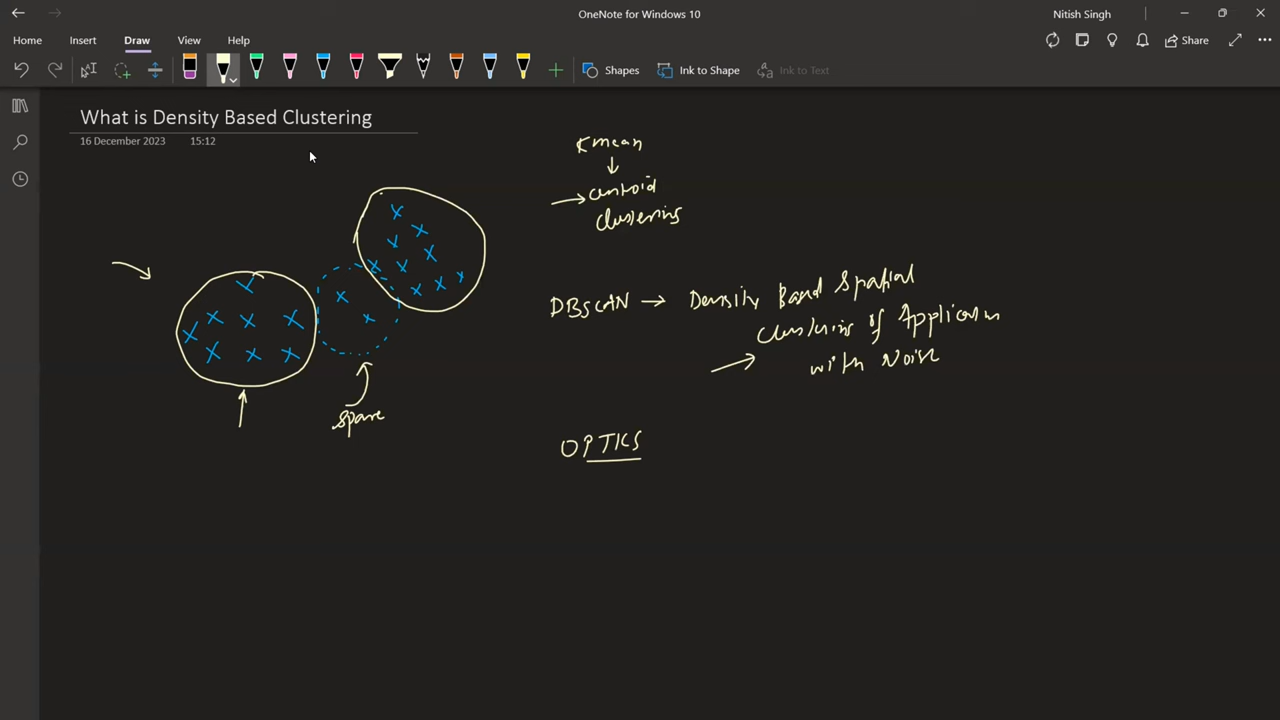 OneNote for Windows 10
Nitish Singh
Home
Insert
Draw
View
Help
Shapes
Ink to Shape
Ink to Text
Share
What is Density Based Clustering
16 December 2023
15:12
Kmean
centroid
clustering
DBSCAN → Density Based Spatial
Clustering of Applications
with Noise
sparse
OPTICS